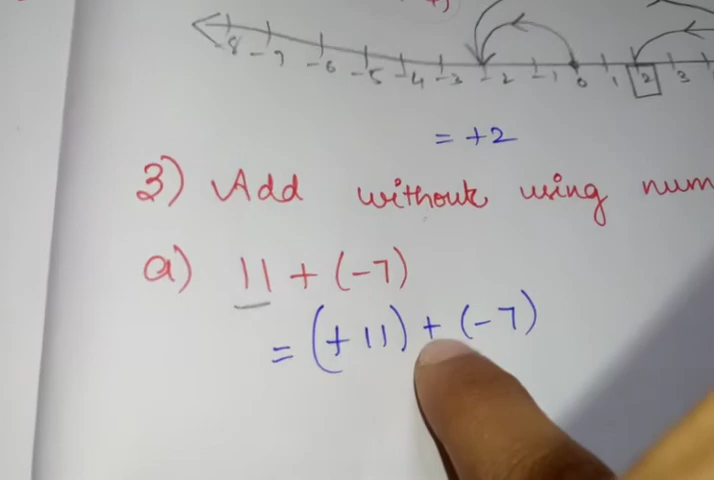 -8 -7 -6 -5 -4 -3 -2 -1 0 1 2 3
= +2
3) Add without using num
a) 11 + (-7)
= (+11) + (-7)